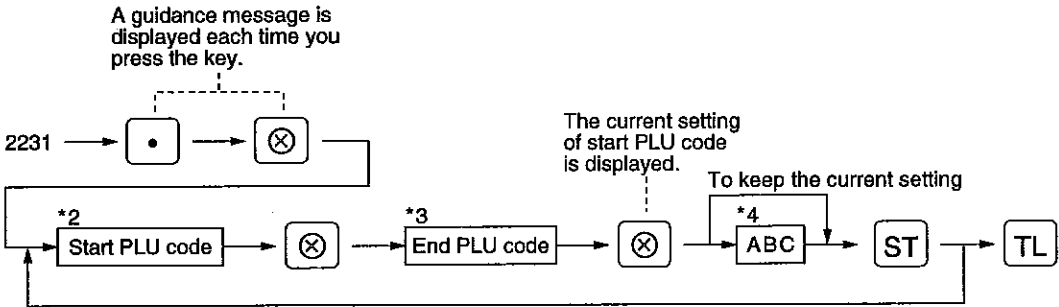 A guidance message is
displayed each time you
press the key.
2231
•
⊗
The current setting
of start PLU code
is displayed.
To keep the current setting
*2
Start PLU code
⊗
*3
End PLU code
⊗
*4
ABC
ST
TL